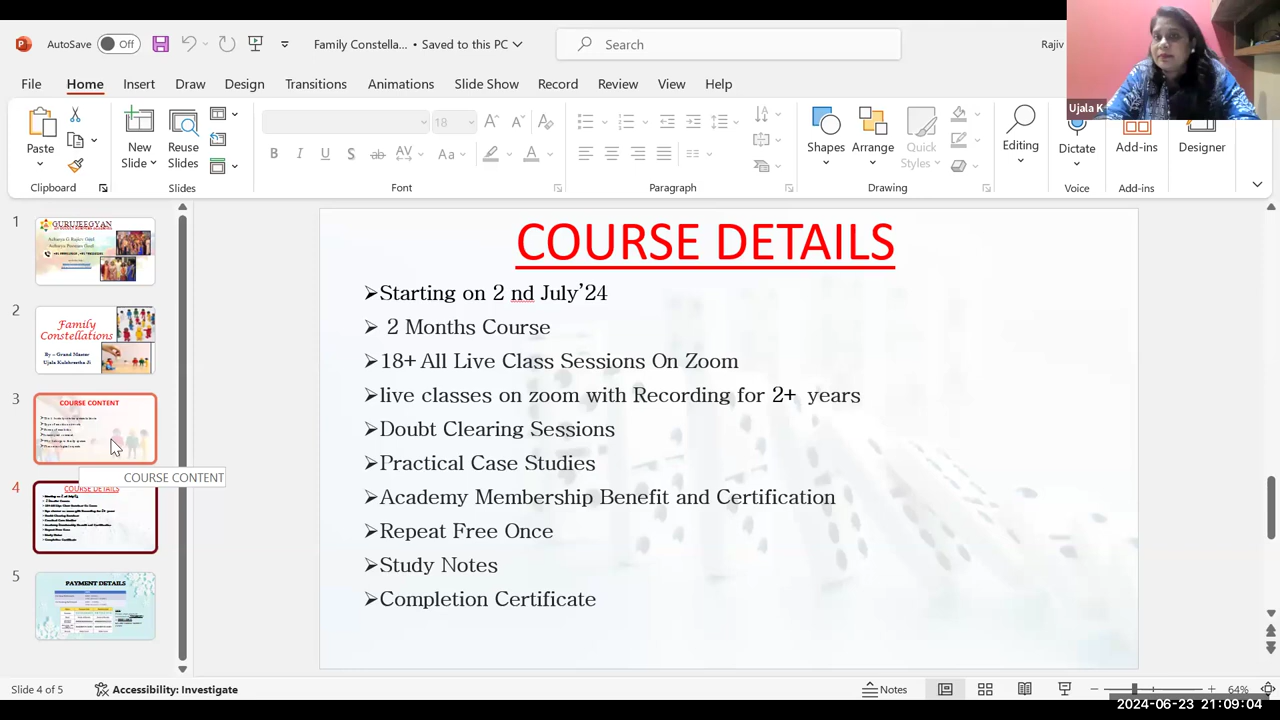 AutoSave Off
Family Constella... • Saved to this PC
Search
Rajiv
File Home Insert Draw Design Transitions Animations Slide Show Record Review View Help
Ujala K
18
Paste
New Slide
Reuse Slides
Shapes
Arrange
Quick Styles
Editing
Dictate
Add-ins
Designer
Clipboard
Slides
Font
Paragraph
Drawing
Voice
Add-ins
1
GURUJEEGYAN
2
Family
Constellations
By :- Grand Master
Ujala Kulshrestha Ji
3
COURSE CONTENT
COURSE CONTENT
4
COURSE DETAILS
5
PAYMENT DETAILS
COURSE DETAILS
➢Starting on 2 nd July’24
➢ 2 Months Course
➢18+ All Live Class Sessions On Zoom
➢live classes on zoom with Recording for 2+ years
➢Doubt Clearing Sessions
➢Practical Case Studies
➢Academy Membership Benefit and Certification
➢Repeat Free Once
➢Study Notes
➢Completion Certificate
Slide 4 of 5
Accessibility: Investigate
Notes
64%
2024-06-23 21:09:04